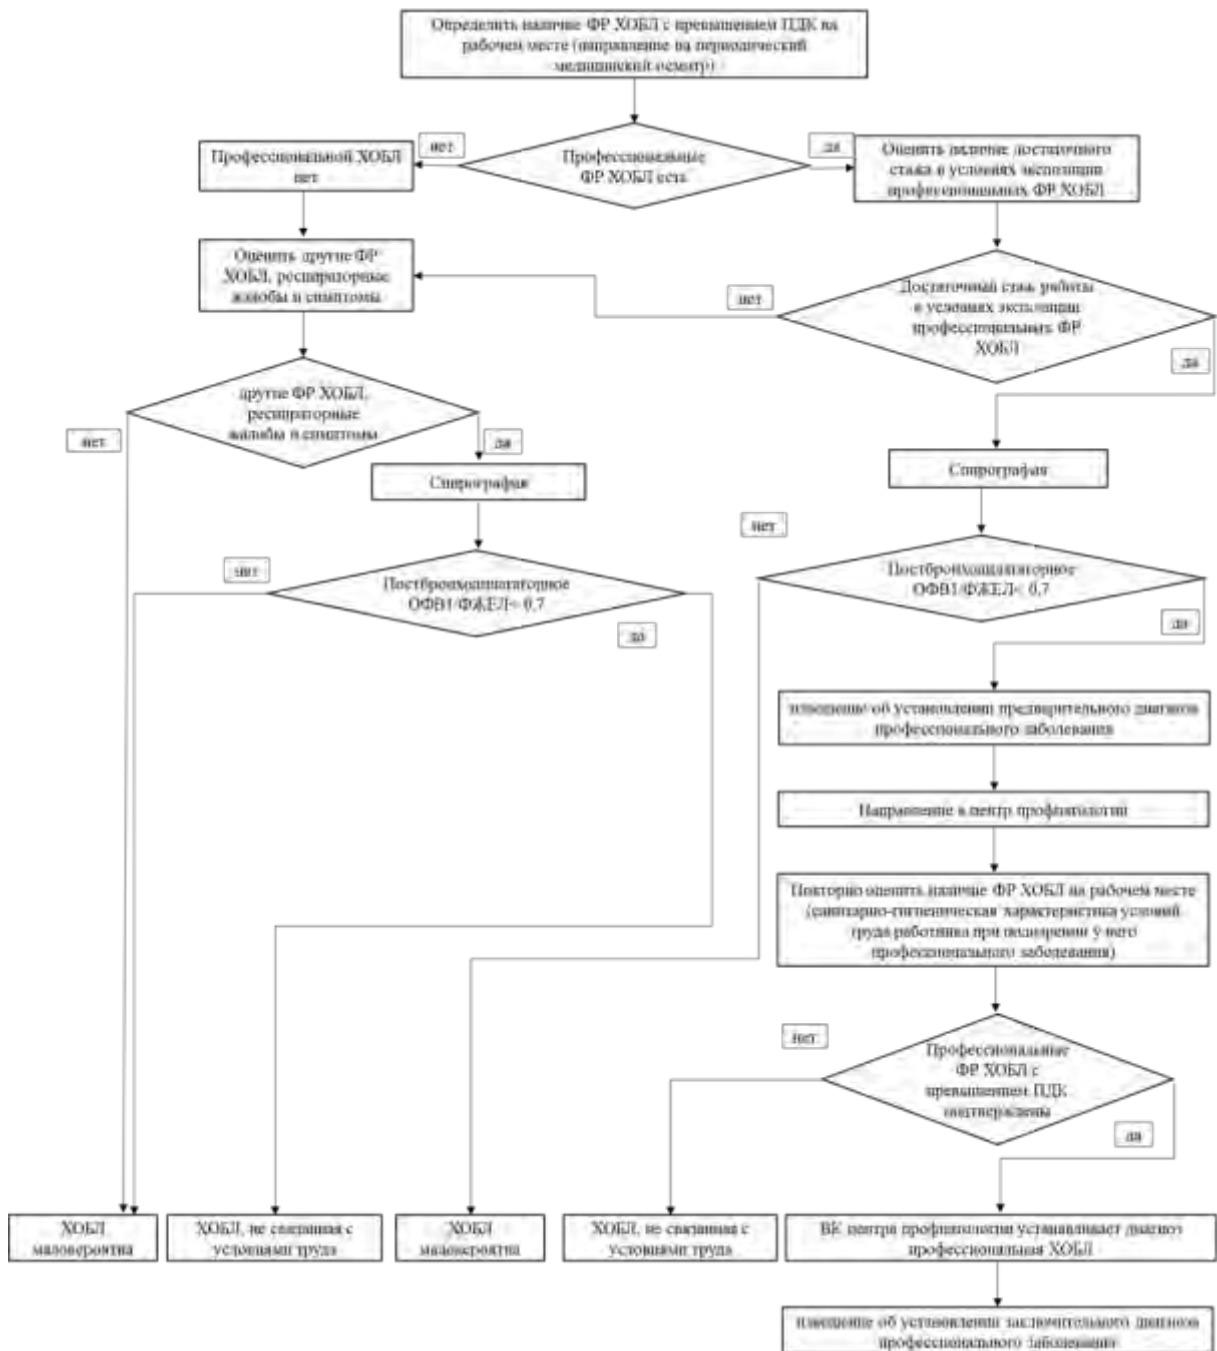 Определить наличие ФР ХОБЛ с превышением ПДК на
рабочем месте (направление на периодический
медицинский осмотр)
Профессиональной ХОБЛ
нет
нет
Профессиональные
ФР ХОБЛ есть
да
Оценить наличие достаточного
стажа в условиях экспозиции
профессиональных ФР ХОБЛ
Оценить другие ФР
ХОБЛ, респираторные
жалобы и симптомы
нет
Достаточный стаж работы
в условиях экспозиции
профессиональных ФР
ХОБЛ
да
другие ФР ХОБЛ,
респираторные
жалобы и симптомы
нет
да
Спирография
Спирография
нет
Постбронходилататорное
ОФВ1/ФЖЕЛ< 0,7
да
нет
Постбронходилататорное
ОФВ1/ФЖЕЛ< 0,7
да
извещение об установлении предварительного диагноза
профессионального заболевания
Направление в центр профпатологии
Повторно оценить наличие ФР ХОБЛ на рабочем месте
(санитарно-гигиеническая характеристика условий
труда работника при подозрении у него
профессионального заболевания)
нет
Профессиональные
ФР ХОБЛ с
превышением ПДК
подтверждены
да
ХОБЛ
маловероятна
ХОБЛ, не связанная с
условиями труда
ХОБЛ
маловероятна
ХОБЛ, не связанная с
условиями труда
ВК центра профпатологии устанавливает диагноз
профессиональная ХОБЛ
извещение об установлении заключительного диагноза
профессионального заболевания